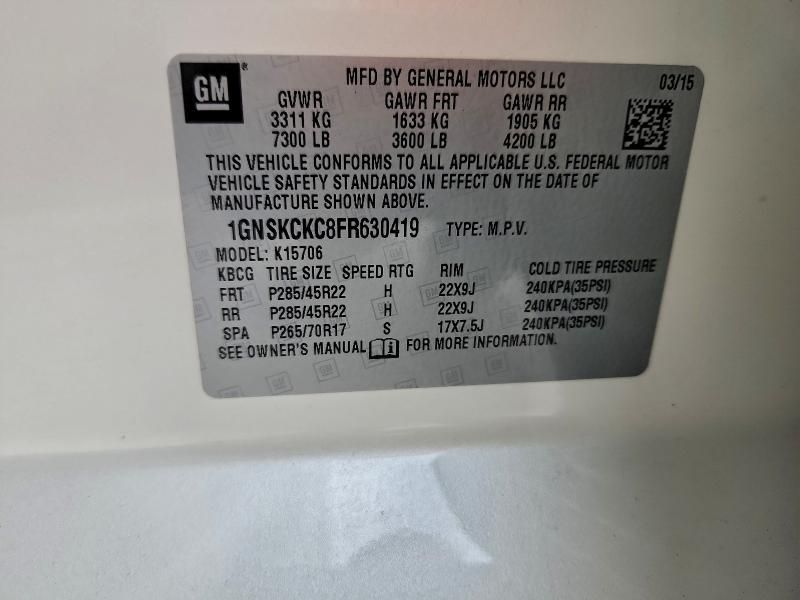 GM MFD BY GENERAL MOTORS LLC 03/15
GVWR GAWR FRT GAWR RR
3311 KG 1633 KG 1905 KG
7300 LB 3600 LB 4200 LB
THIS VEHICLE CONFORMS TO ALL APPLICABLE U.S. FEDERAL MOTOR
VEHICLE SAFETY STANDARDS IN EFFECT ON THE DATE OF
MANUFACTURE SHOWN ABOVE.
1GNSKCKC8FR630419 TYPE: M.P.V.
MODEL: K15706
KBCG TIRE SIZE SPEED RTG RIM COLD TIRE PRESSURE
FRT P285/45R22 H 22X9J 240KPA(35PSI)
RR P285/45R22 H 22X9J 240KPA(35PSI)
SPA P265/70R17 S 17X7.5J 240KPA(35PSI)
SEE OWNER'S MANUAL FOR MORE INFORMATION.